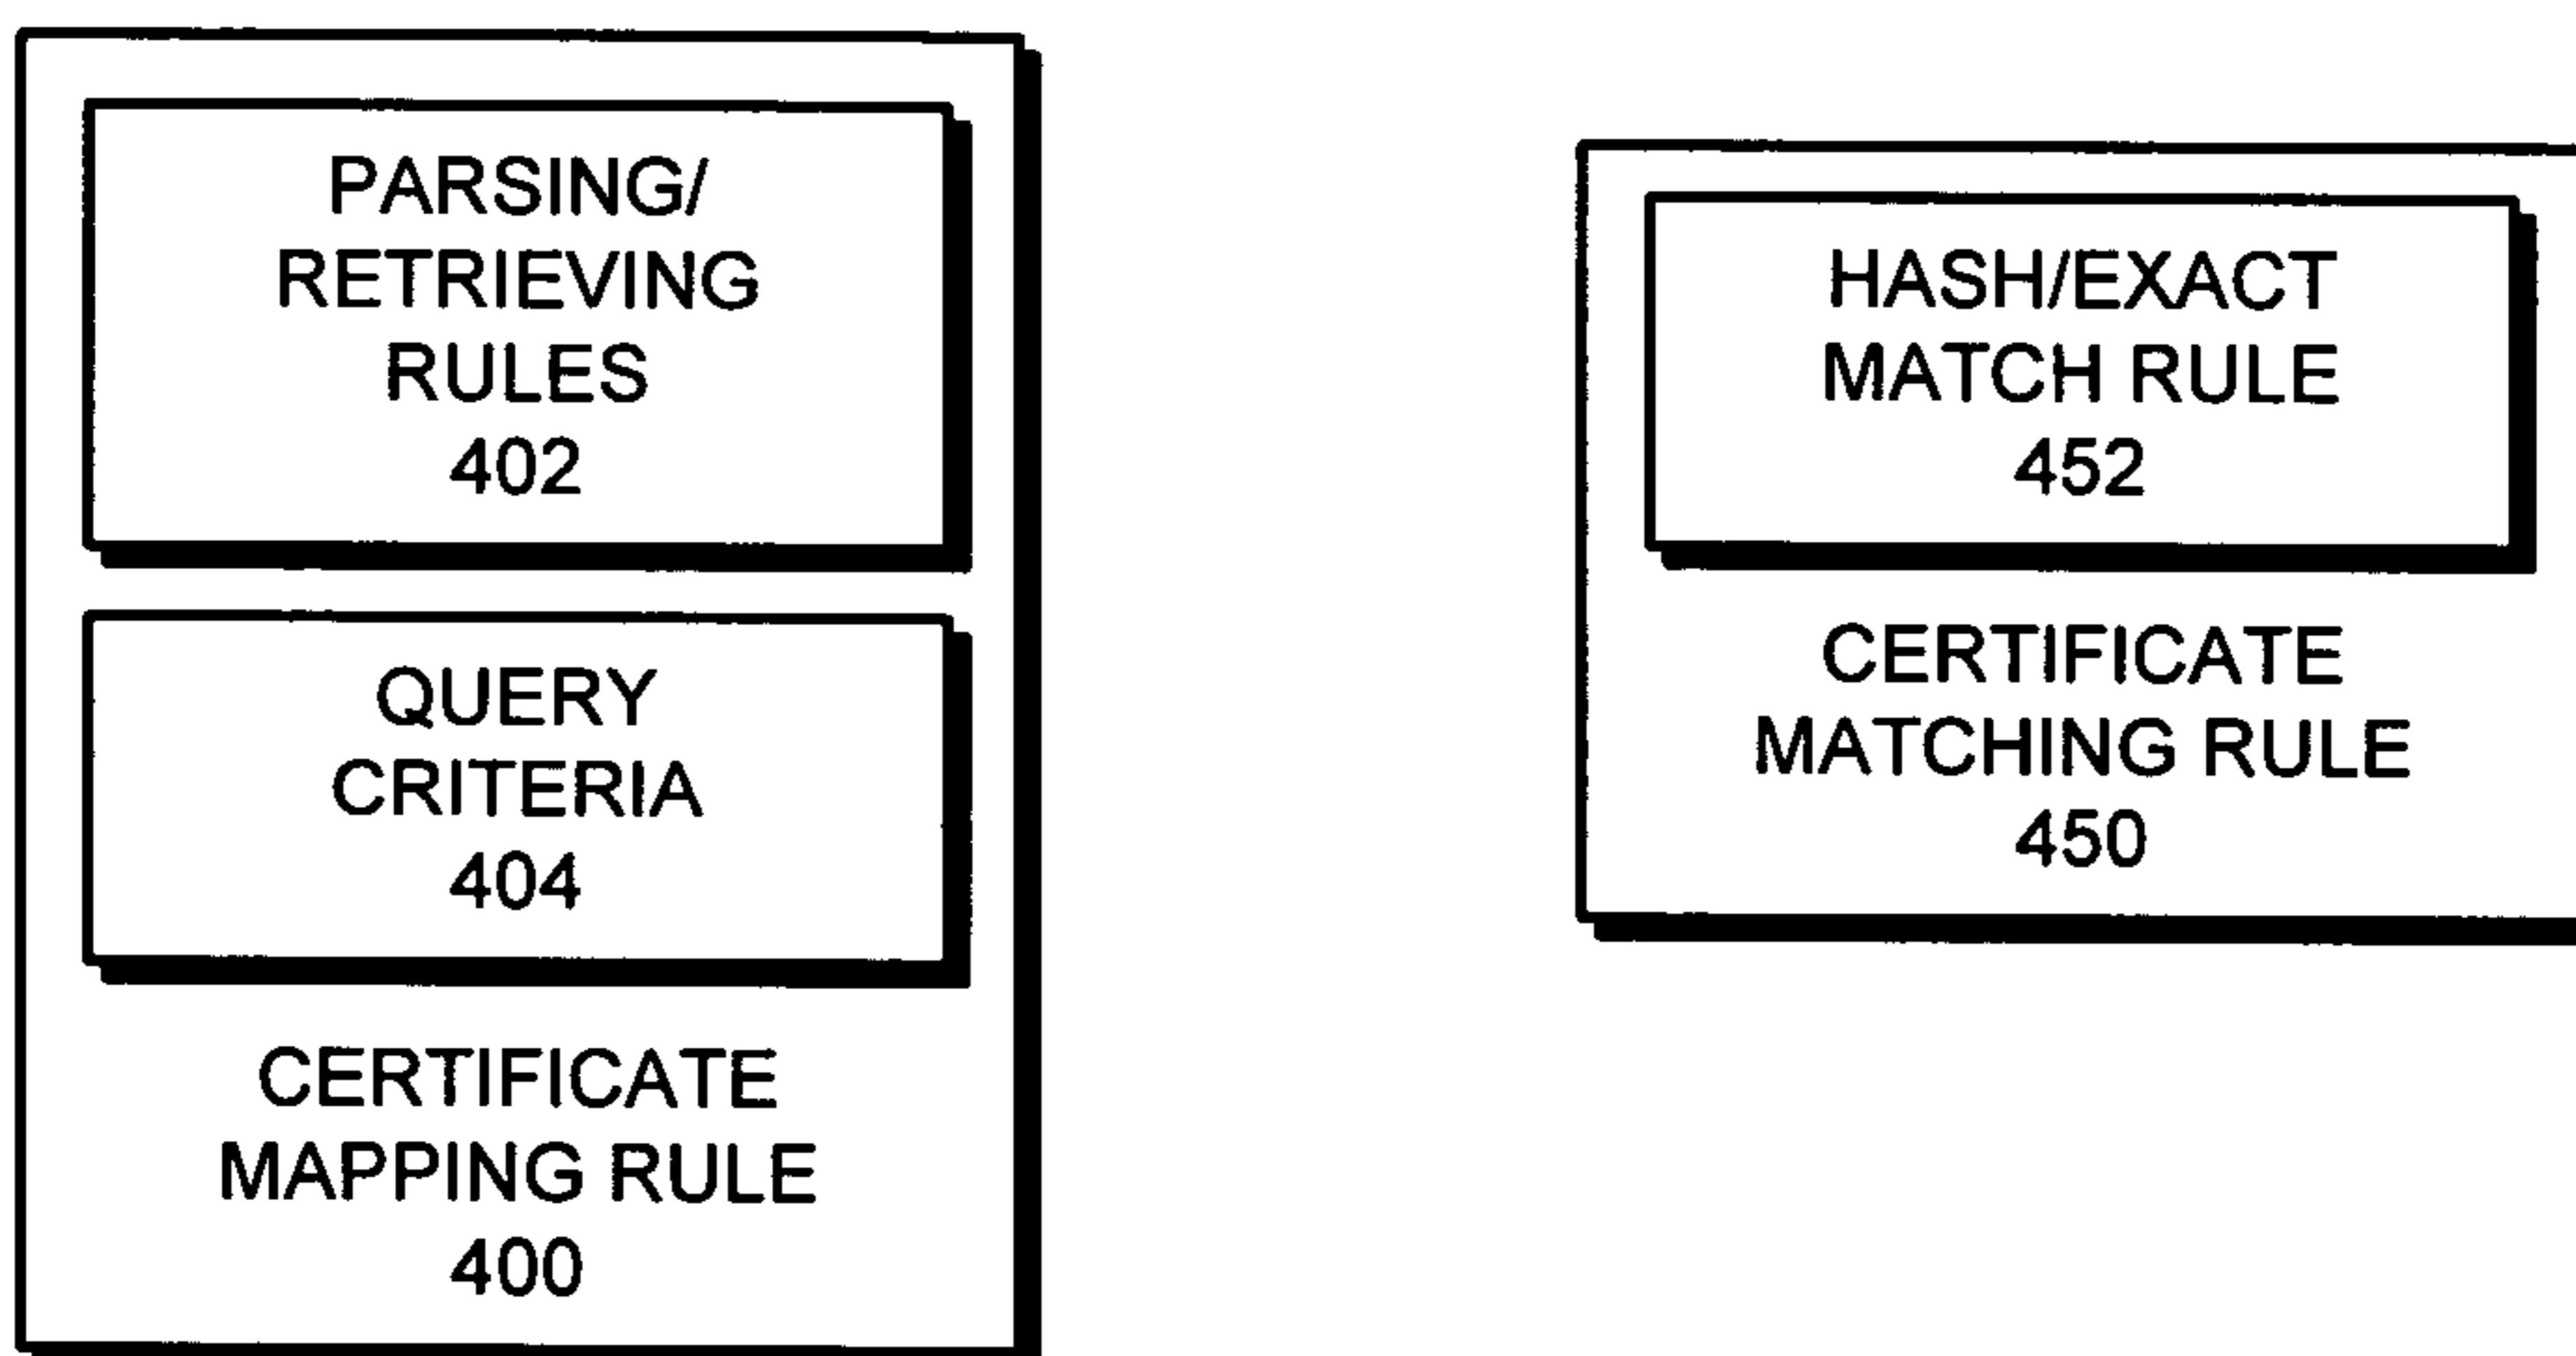 PARSING/
RETRIEVING
RULES
402
QUERY
CRITERIA
404
CERTIFICATE
MAPPING RULE
400
HASH/EXACT
MATCH RULE
452
CERTIFICATE
MATCHING RULE
450